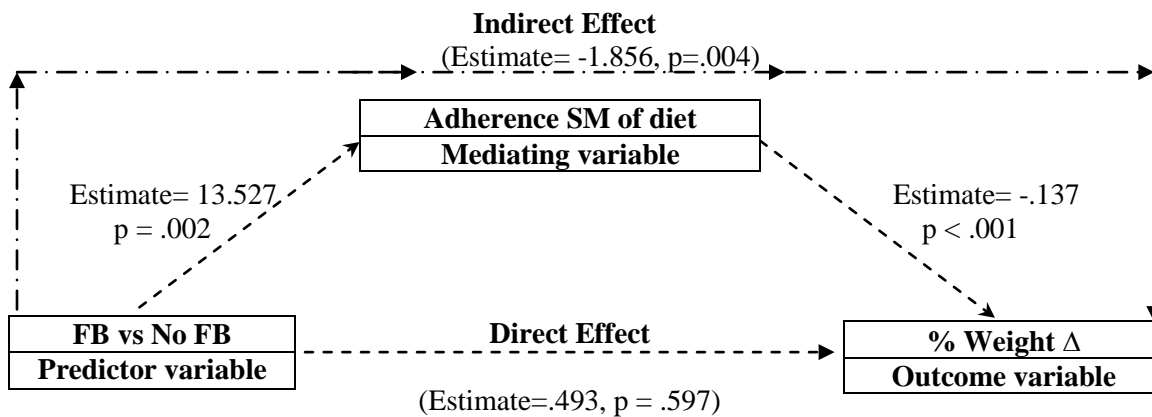 Indirect Effect
(Estimate= -1.856, p=.004)
Adherence SM of diet
Mediating variable
Estimate= 13.527
p = .002
Estimate= -.137
p < .001
FB vs No FB
Predictor variable
Direct Effect
(Estimate=.493, p = .597)
% Weight Δ
Outcome variable